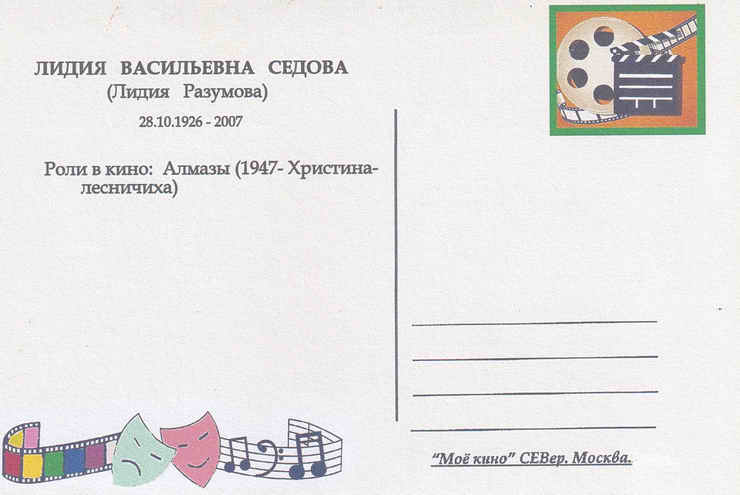 ЛИДИЯ ВАСИЛЬЕВНА СЕДОВА
(Лидия Разумова)
28.10.1926 - 2007
Роли в кино: Алмазы (1947- Христина-
лесничиха)
"Моё кино" СЕВер. Москва.